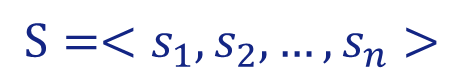 S =< s₁, s₂, … , sₙ >